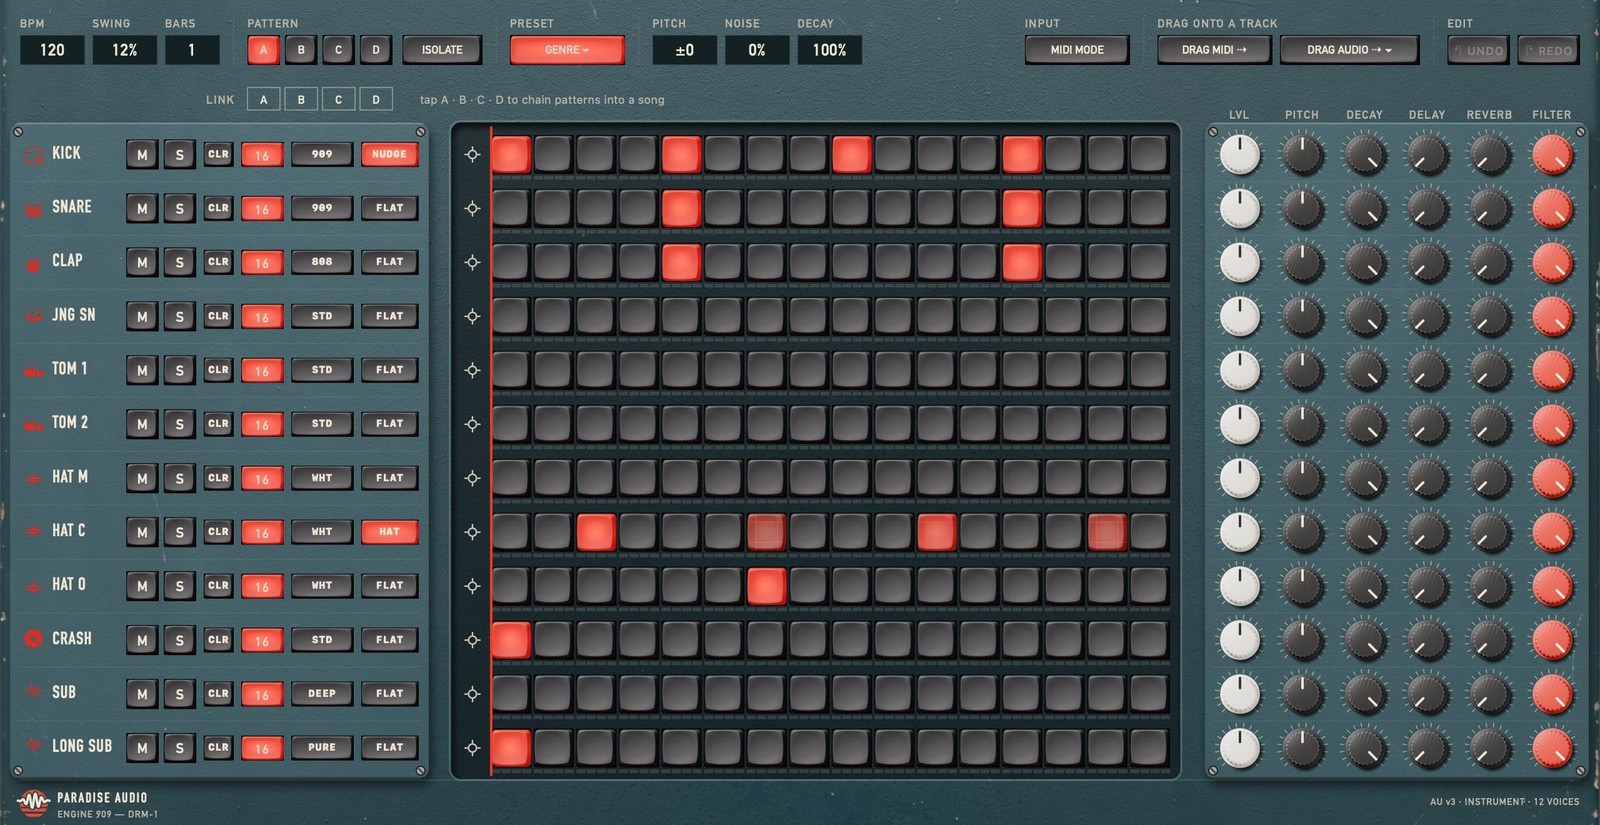 BPM SWING BARS PATTERN PRESET PITCH NOISE DECAY INPUT DRAG ONTO A TRACK EDIT
120 12% 1 A B C D ISOLATE GENRE ±0 0% 100% MIDI MODE DRAG MIDI ⇢ DRAG AUDIO ⇢ UNDO REDO
LINK A B C D tap A · B · C · D to chain patterns into a song
LVL PITCH DECAY DELAY REVERB FILTER
KICK M S CLR 16 909 NUDGE
SNARE M S CLR 16 909 FLAT
CLAP M S CLR 16 808 FLAT
JNG SN M S CLR 16 STD FLAT
TOM 1 M S CLR 16 STD FLAT
TOM 2 M S CLR 16 STD FLAT
HAT M M S CLR 16 WHT FLAT
HAT C M S CLR 16 WHT HAT
HAT O M S CLR 16 WHT FLAT
CRASH M S CLR 16 STD FLAT
SUB M S CLR 16 DEEP FLAT
LONG SUB M S CLR 16 PURE FLAT
PARADISE AUDIO
ENGINE 909 — DRM-1
AU v3 · INSTRUMENT · 12 VOICES